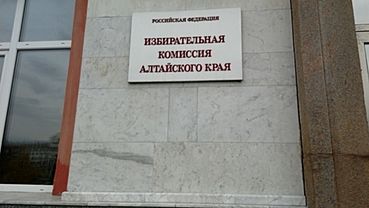 РОССИЙСКАЯ ФЕДЕРАЦИЯ
ИЗБИРАТЕЛЬНАЯ
КОМИССИЯ
АЛТАЙСКОГО КРАЯ